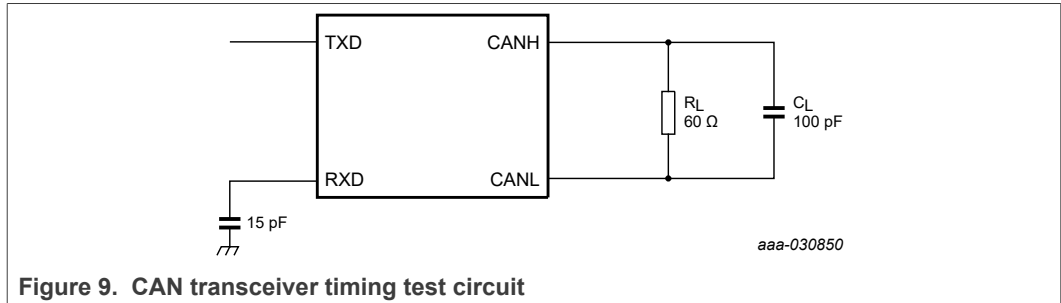 TXD
CANH
RL
60 Ω
CL
100 pF
RXD
CANL
15 pF
aaa-030850
Figure 9. CAN transceiver timing test circuit